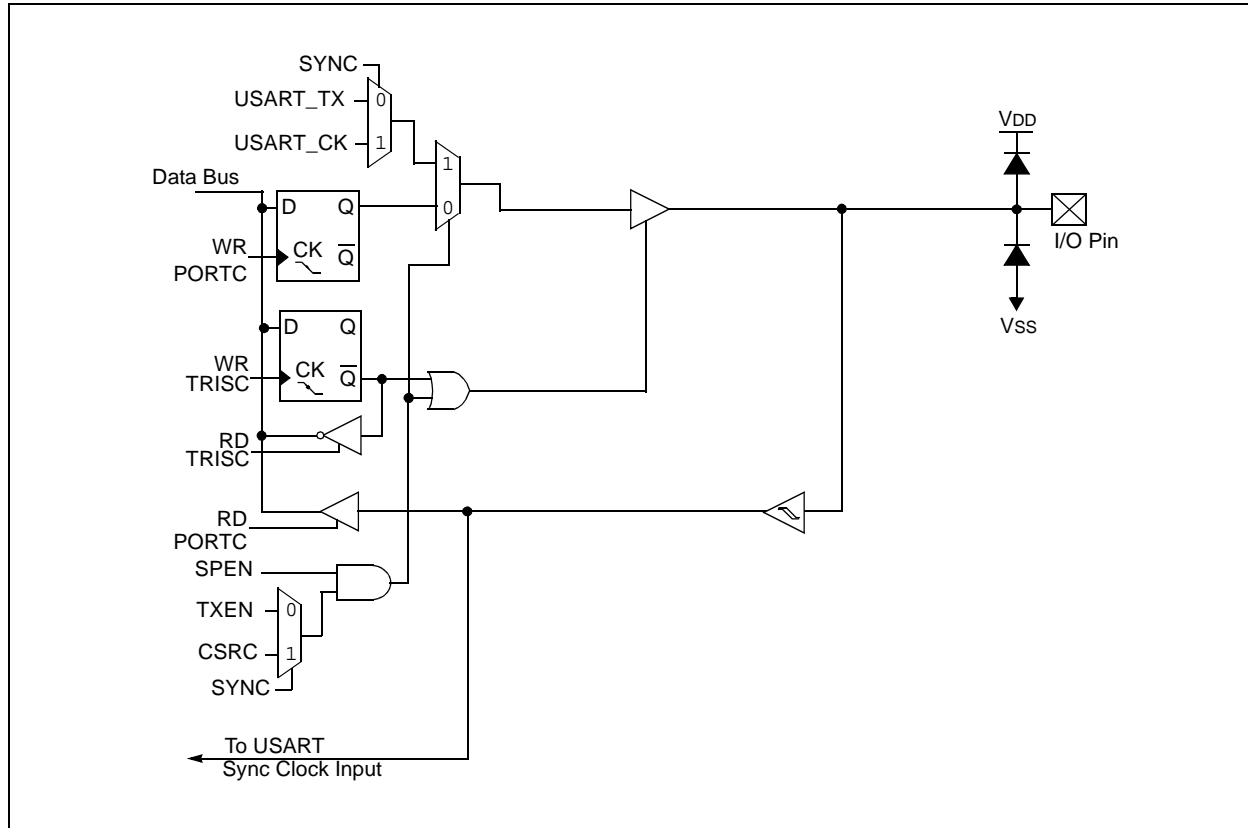 SYNC
USART_TX
0
USART_CK
1
1
0
Data Bus
D
Q
CK
Q
WR
PORTC
D
Q
CK
Q
WR
TRISC
RD
TRISC
RD
PORTC
SPEN
TXEN
0
CSRC
1
SYNC
To USART
Sync Clock Input
VDD
I/O Pin
VSS